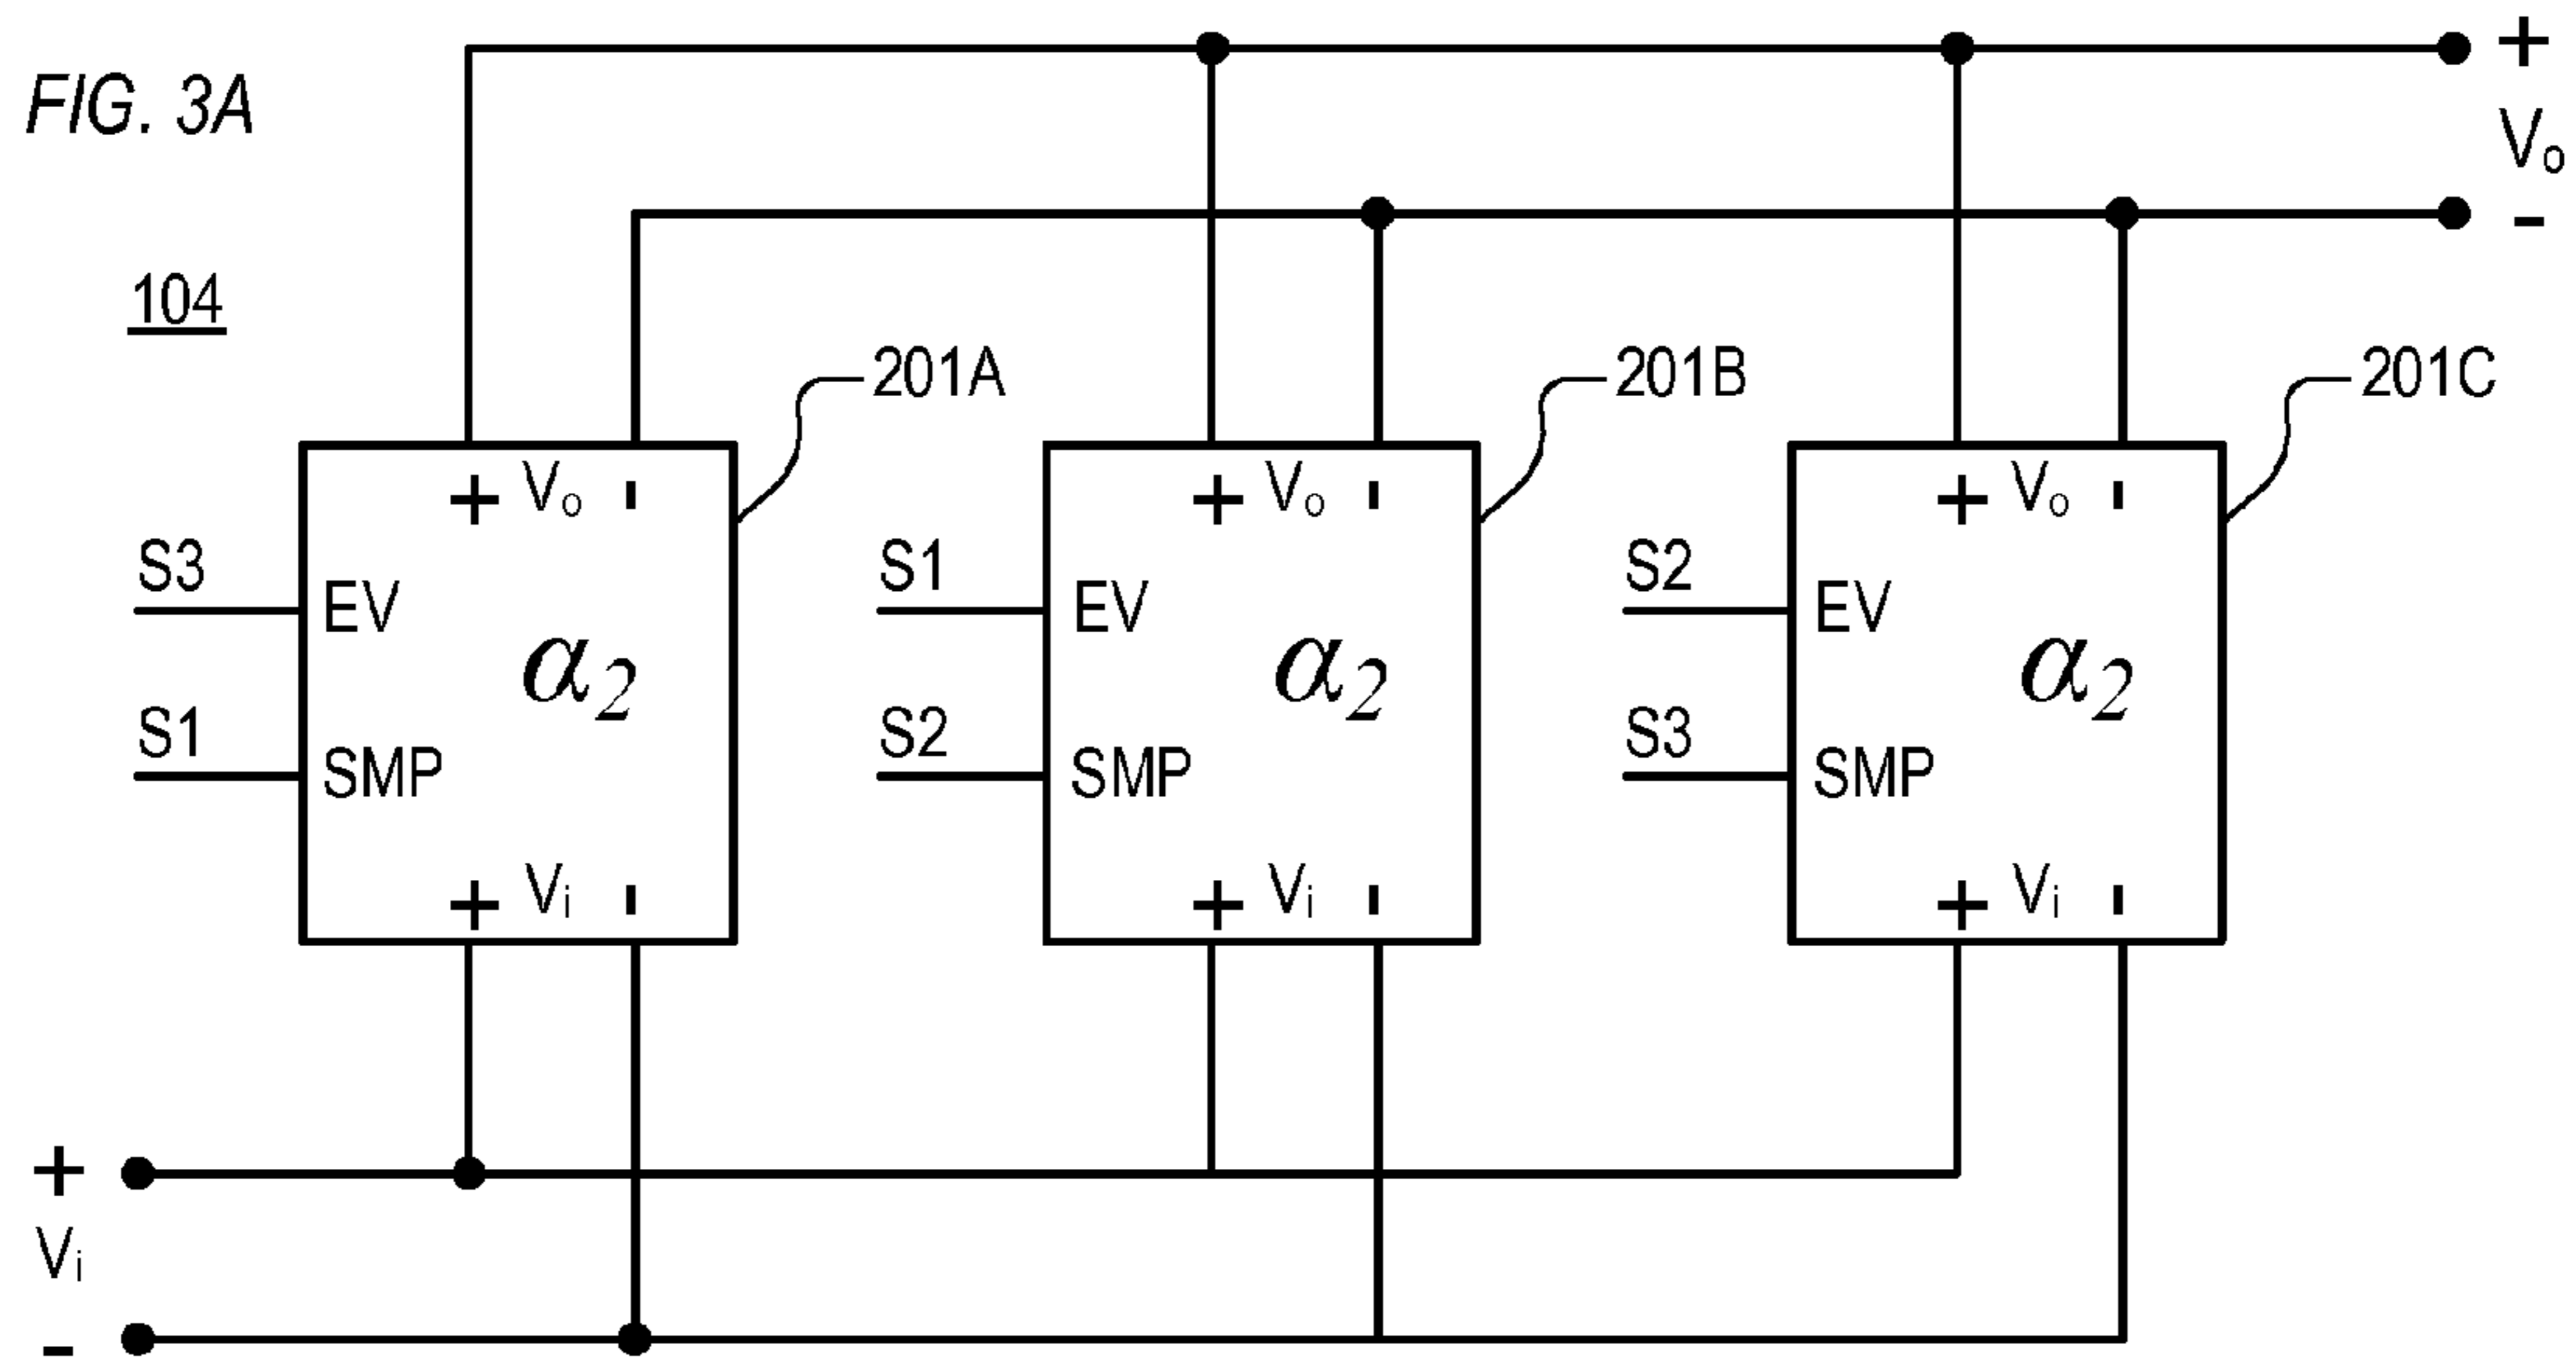 FIG. 3A
+
Vo
-
104
201A
201B
201C
+ Vo -
+ Vo -
+ Vo -
S3
EV
S1
EV
S2
EV
α2
α2
α2
S1
SMP
S2
SMP
S3
SMP
+ Vi -
+ Vi -
+ Vi -
+
Vi
-